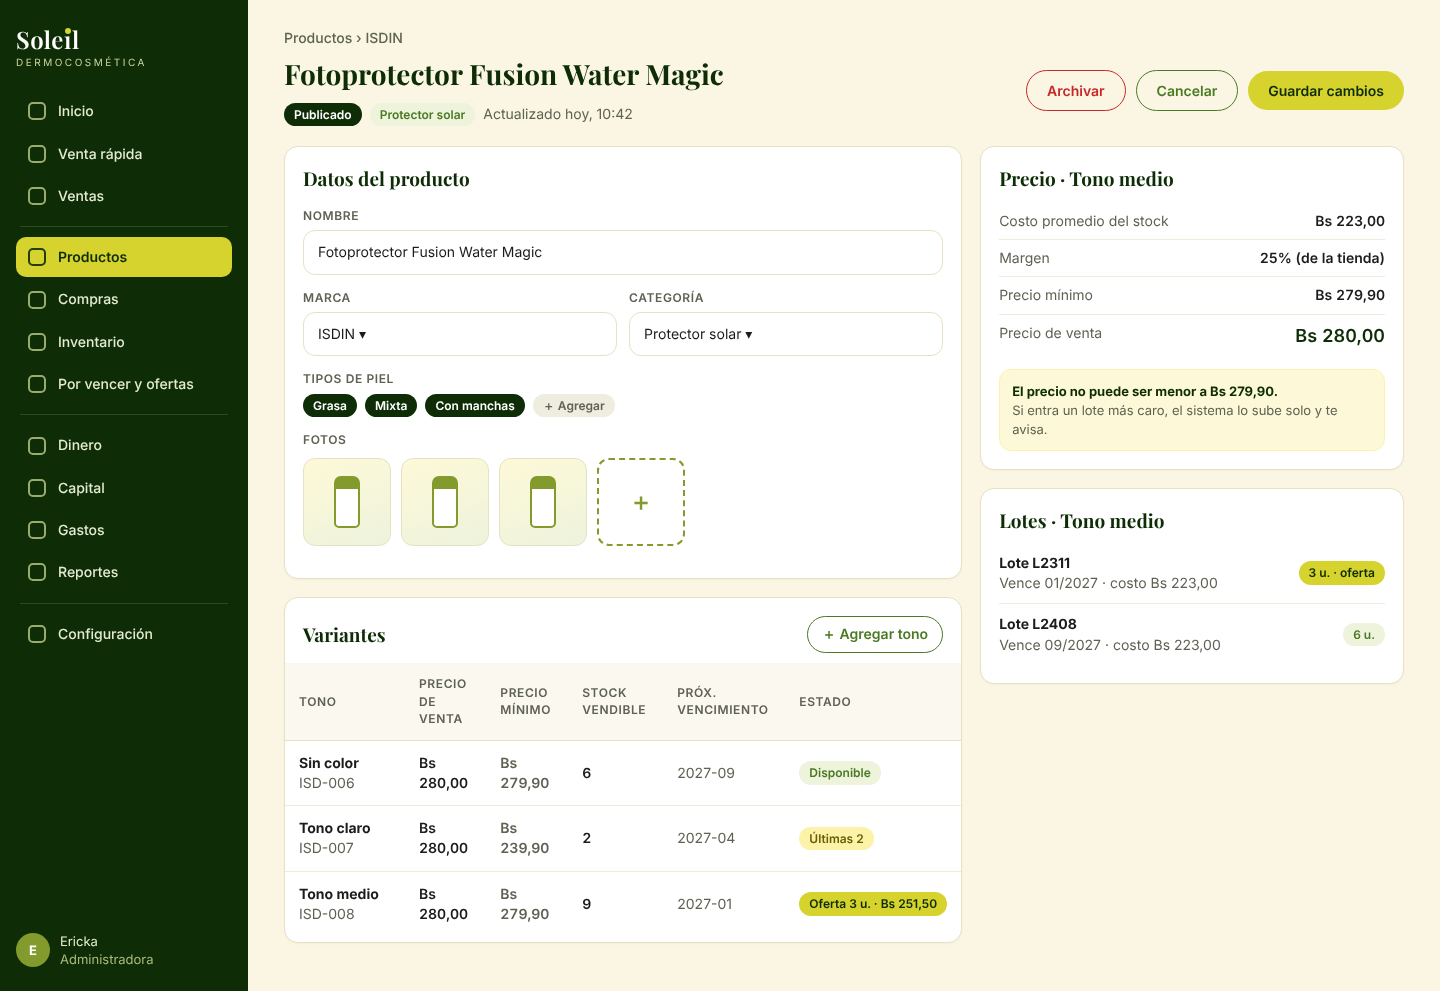 Soleil
DERMOCOSMÉTICA
Inicio
Venta rápida
Ventas
Productos
Compras
Inventario
Por vencer y ofertas
Dinero
Capital
Gastos
Reportes
Configuración
E
Ericka
Administradora
Productos › ISDIN
Fotoprotector Fusion Water Magic
Publicado
Protector solar
Actualizado hoy, 10:42
Archivar
Cancelar
Guardar cambios
Datos del producto
NOMBRE
Fotoprotector Fusion Water Magic
MARCA
CATEGORÍA
ISDIN ▾
Protector solar ▾
TIPOS DE PIEL
Grasa
Mixta
Con manchas
+ Agregar
FOTOS
+
Variantes
+ Agregar tono
TONO
PRECIO
DE
VENTA
PRECIO
MÍNIMO
STOCK
VENDIBLE
PRÓX.
VENCIMIENTO
ESTADO
Sin color
ISD-006
Bs
280,00
Bs
279,90
6
2027-09
Disponible
Tono claro
ISD-007
Bs
280,00
Bs
239,90
2
2027-04
Últimas 2
Tono medio
ISD-008
Bs
280,00
Bs
279,90
9
2027-01
Oferta 3 u. · Bs 251,50
Precio · Tono medio
Costo promedio del stock
Bs 223,00
Margen
25% (de la tienda)
Precio mínimo
Bs 279,90
Precio de venta
Bs 280,00
El precio no puede ser menor a Bs 279,90.
Si entra un lote más caro, el sistema lo sube solo y te
avisa.
Lotes · Tono medio
Lote L2311
Vence 01/2027 · costo Bs 223,00
3 u. · oferta
Lote L2408
Vence 09/2027 · costo Bs 223,00
6 u.